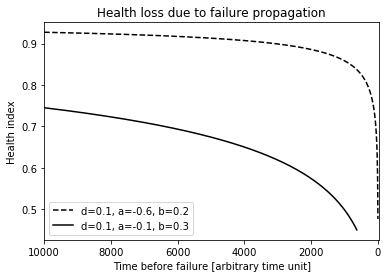 Health loss due to failure propagation
Health index
0.9
0.8
0.7
0.6
0.5
d=0.1, a=-0.6, b=0.2
d=0.1, a=-0.1, b=0.3
10000 8000 6000 4000 2000 0
Time before failure [arbitrary time unit]